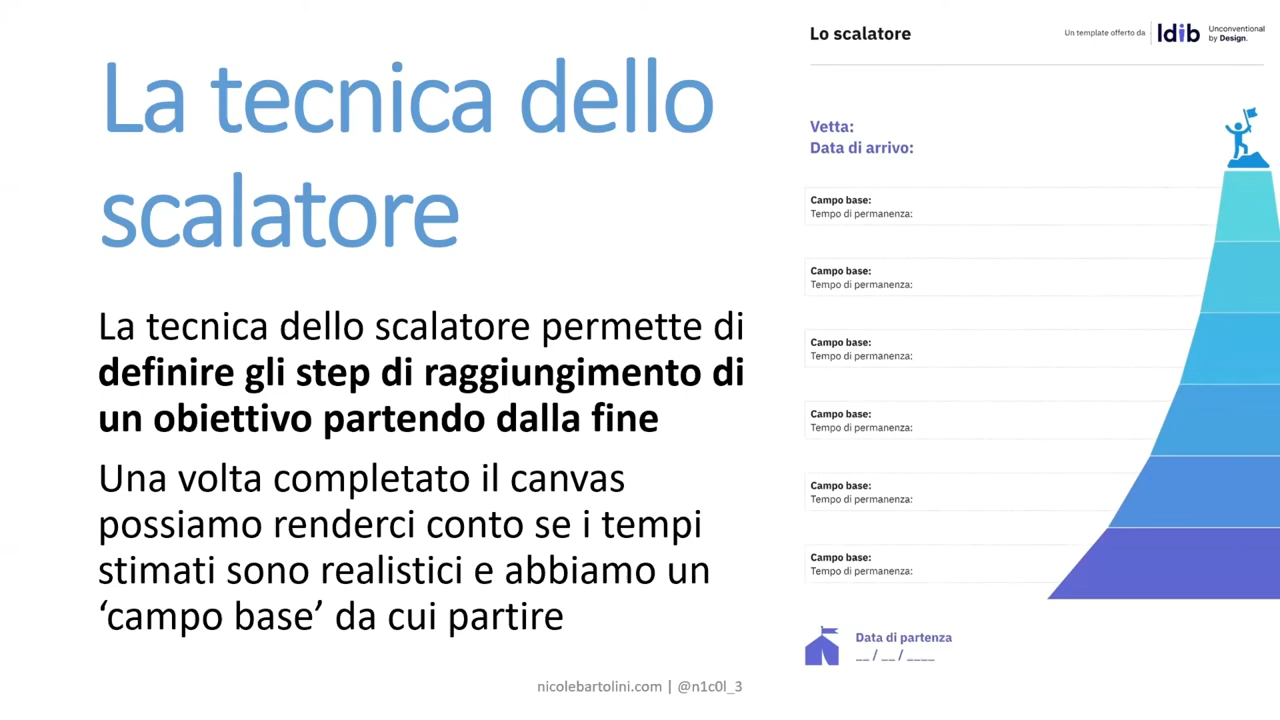 La tecnica dello
scalatore
La tecnica dello scalatore permette di
definire gli step di raggiungimento di
un obiettivo partendo dalla fine
Una volta completato il canvas
possiamo renderci conto se i tempi
stimati sono realistici e abbiamo un
‘campo base’ da cui partire
Lo scalatore
Un template offerto da
ldib
Unconventional
by Design.
Vetta:
Data di arrivo:
Campo base:
Tempo di permanenza:
Campo base:
Tempo di permanenza:
Campo base:
Tempo di permanenza:
Campo base:
Tempo di permanenza:
Campo base:
Tempo di permanenza:
Campo base:
Tempo di permanenza:
Data di partenza
__ / __ / ____
nicolebartolini.com | @n1c0l_3